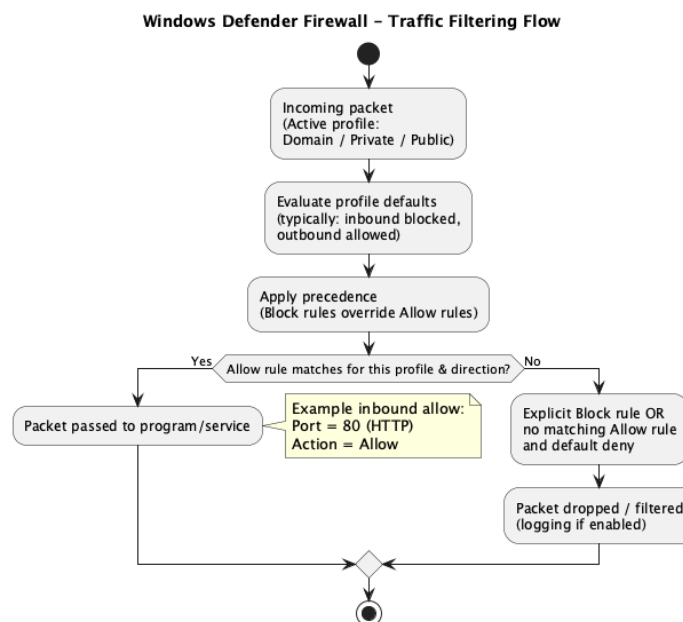 Windows Defender Firewall – Traffic Filtering Flow
Incoming packet
(Active profile:
Domain / Private / Public)
Evaluate profile defaults
(typically: inbound blocked,
outbound allowed)
Apply precedence
(Block rules override Allow rules)
Yes
Allow rule matches for this profile & direction?
No
Packet passed to program/service
Example inbound allow:
Port = 80 (HTTP)
Action = Allow
Explicit Block rule OR
no matching Allow rule
and default deny
Packet dropped / filtered
(logging if enabled)